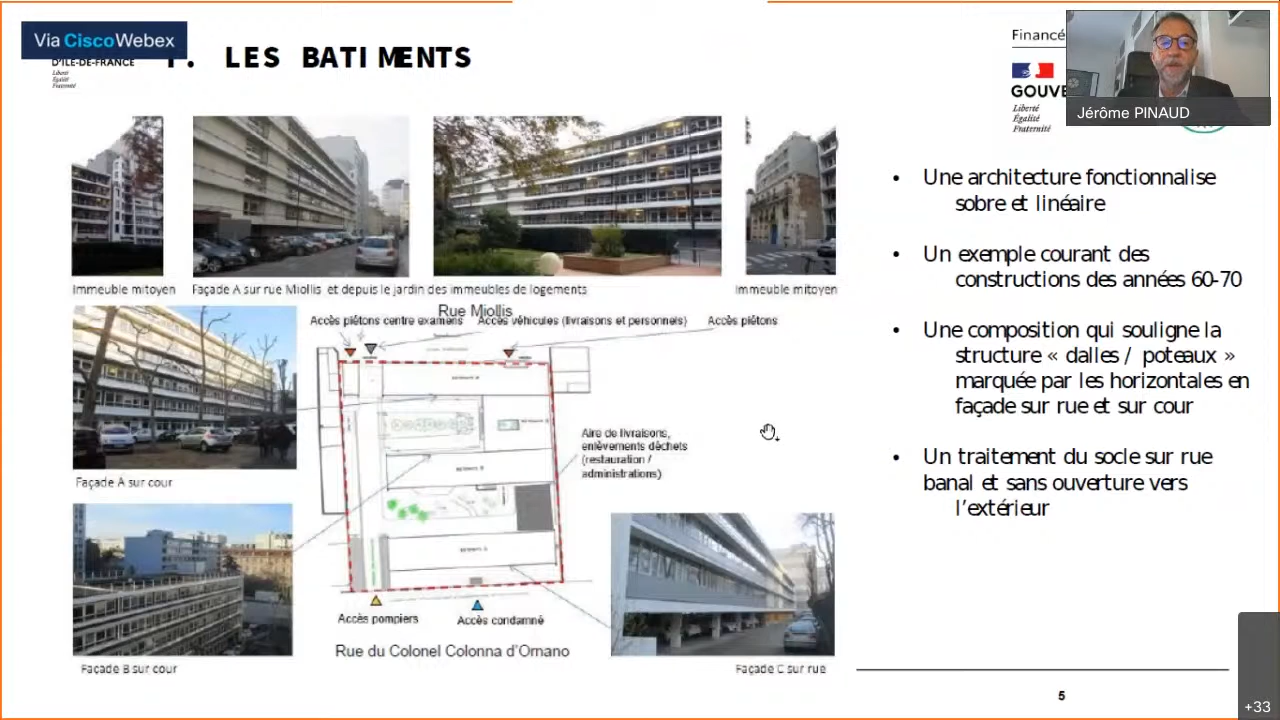 Via Cisco Webex
D'ÎLE-DE-FRANCE
Liberté
Égalité
Fraternité
LES BATIMENTS
Financé
GOUVE
Liberté
Égalité
Fraternité
Jérôme PINAUD
Immeuble mitoyen
Façade A sur rue Miollis et depuis le jardin des immeubles de logements
Immeuble mitoyen
Rue Miollis
Accès piétons centre examens
Accès véhicules (livraisons et personnels)
Accès piétons
Aire de livraisons,
enlèvements déchets
(restauration /
administrations)
Façade A sur cour
Façade B sur cour
Accès pompiers
Accès condamné
Rue du Colonel Colonna d'Ornano
Façade C sur rue
• Une architecture fonctionnalise
sobre et linéaire
• Un exemple courant des
constructions des années 60-70
• Une composition qui souligne la
structure « dalles / poteaux »
marquée par les horizontales en
façade sur rue et sur cour
• Un traitement du socle sur rue
banal et sans ouverture vers
l'extérieur
5
+33